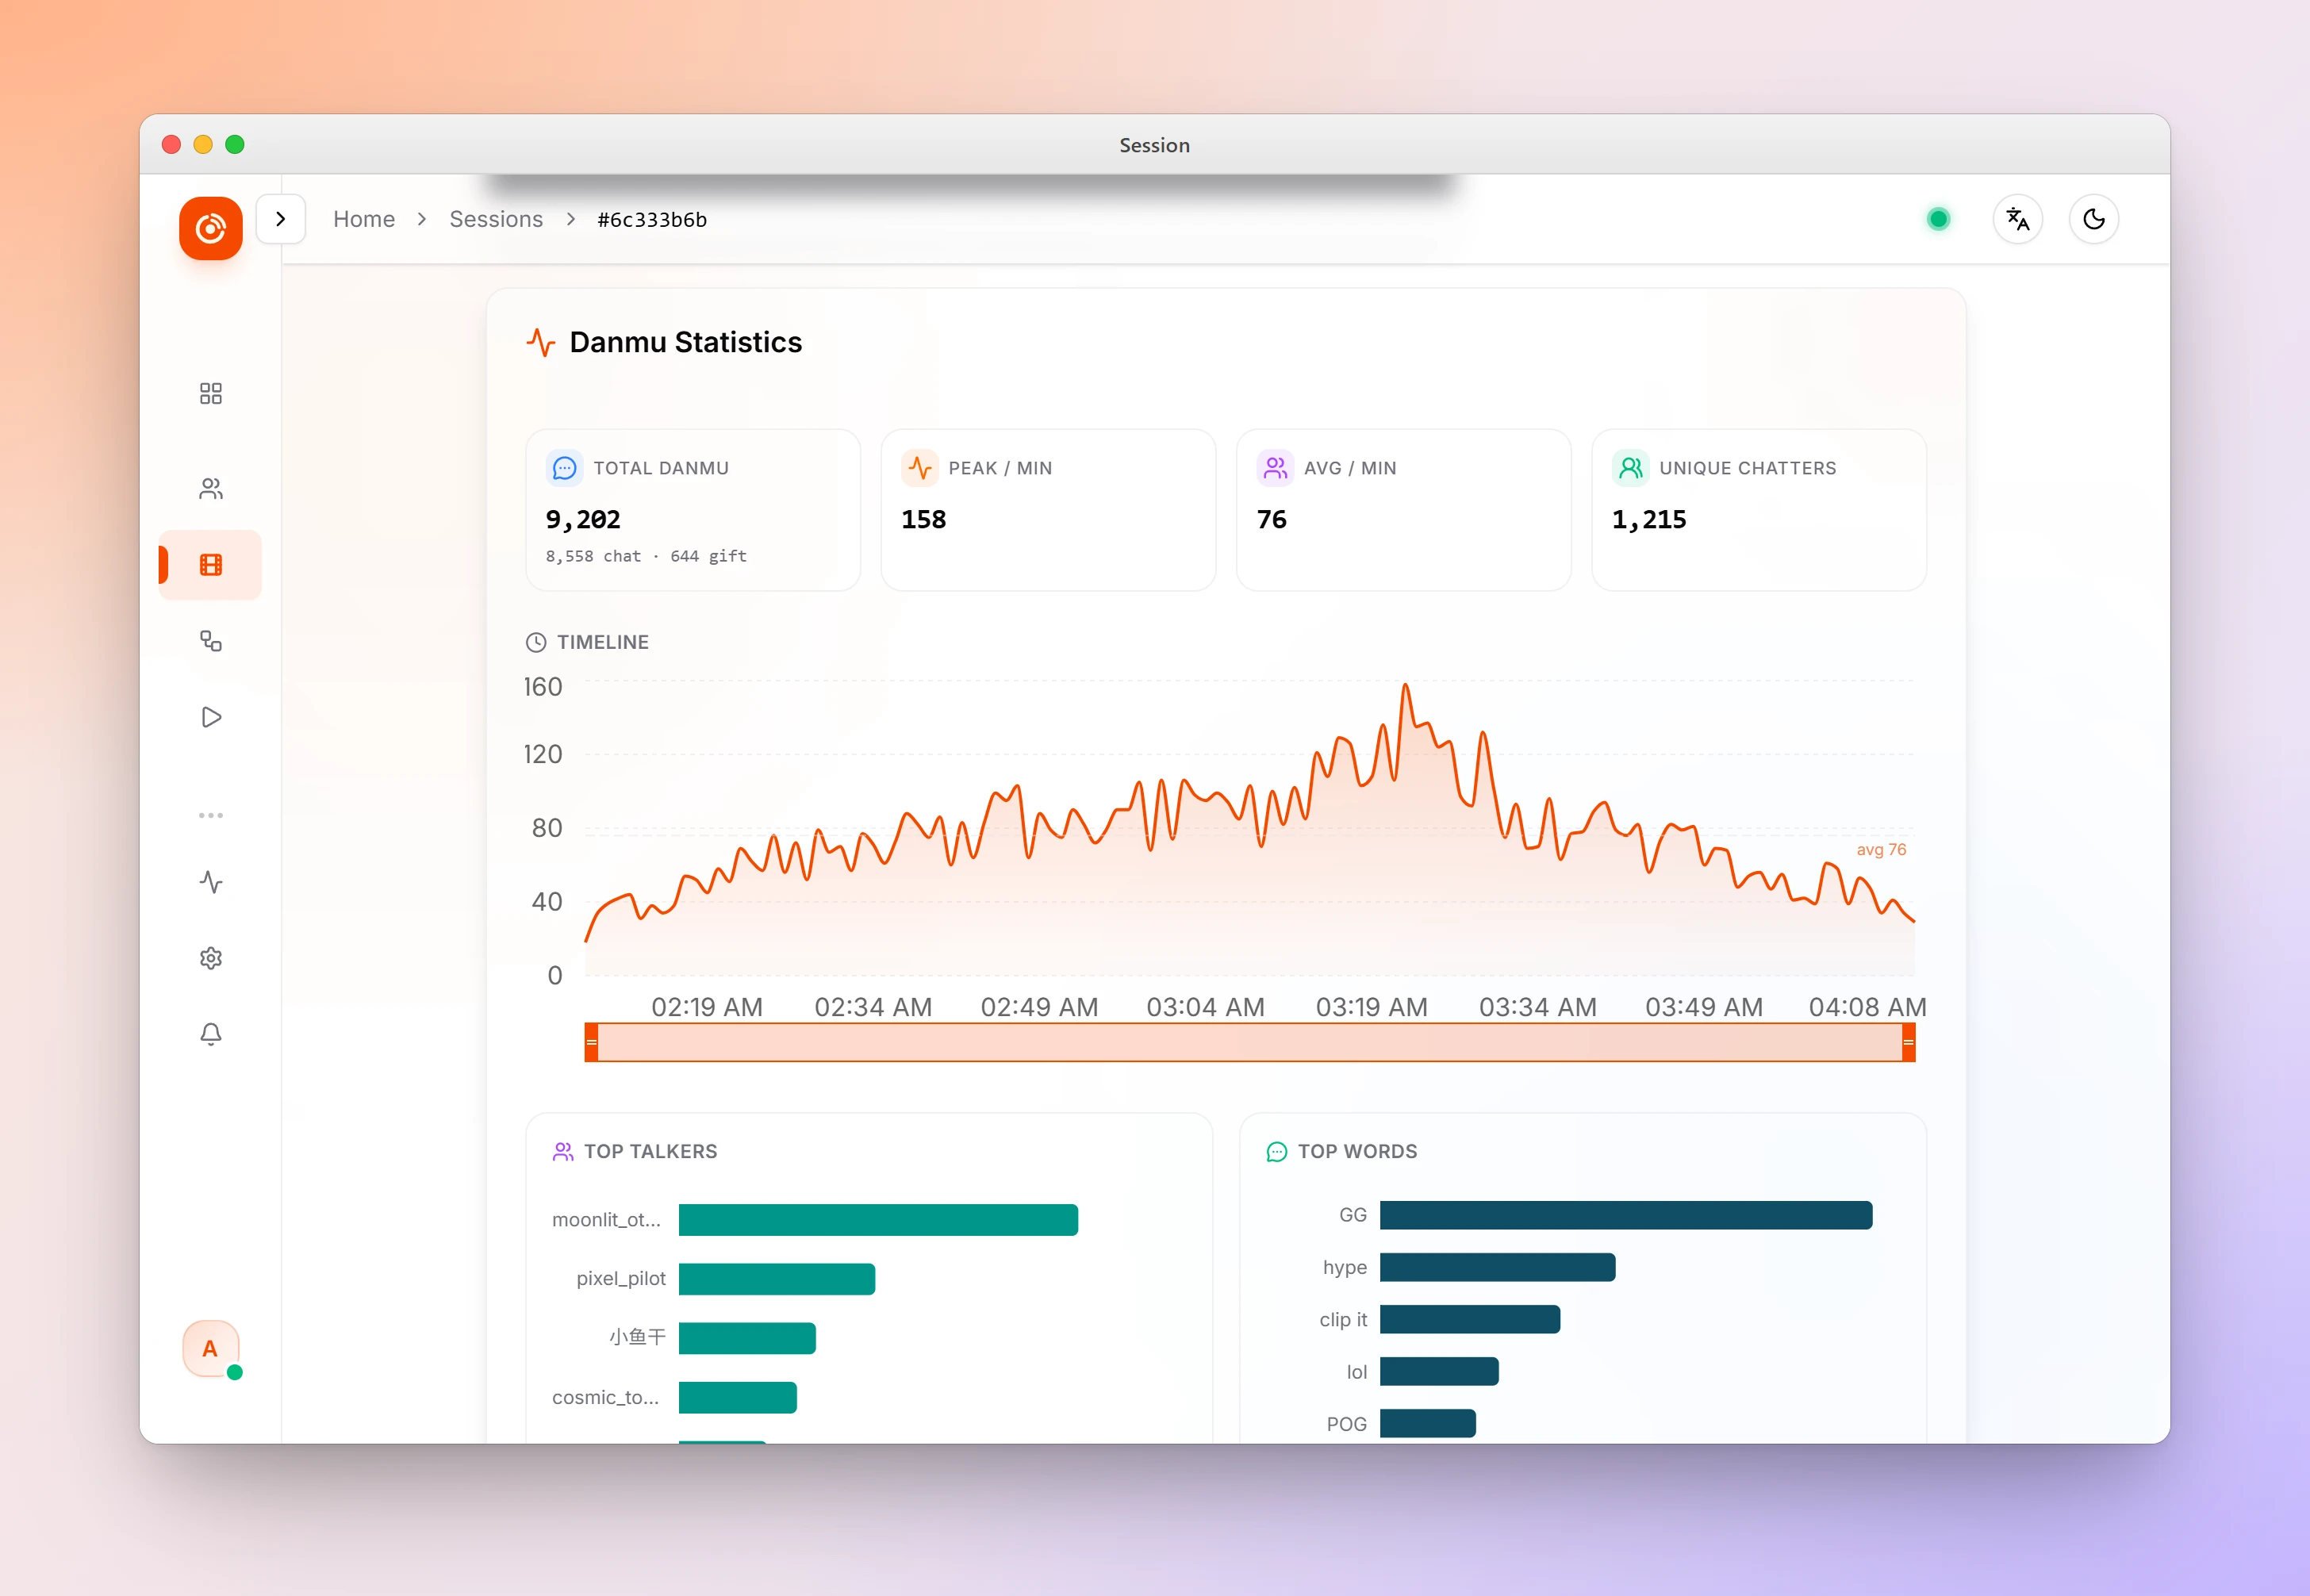 Session
Home > Sessions > #6c333b6b
Danmu Statistics
TOTAL DANMU
9,202
8,558 chat · 644 gift
PEAK / MIN
158
AVG / MIN
76
UNIQUE CHATTERS
1,215
TIMELINE
160
120
80
40
0
avg 76
02:19 AM 02:34 AM 02:49 AM 03:04 AM 03:19 AM 03:34 AM 03:49 AM 04:08 AM
TOP TALKERS
moonlit_ot...
pixel_pilot
小鱼干
cosmic_to...
TOP WORDS
GG
hype
clip it
lol
POG
A